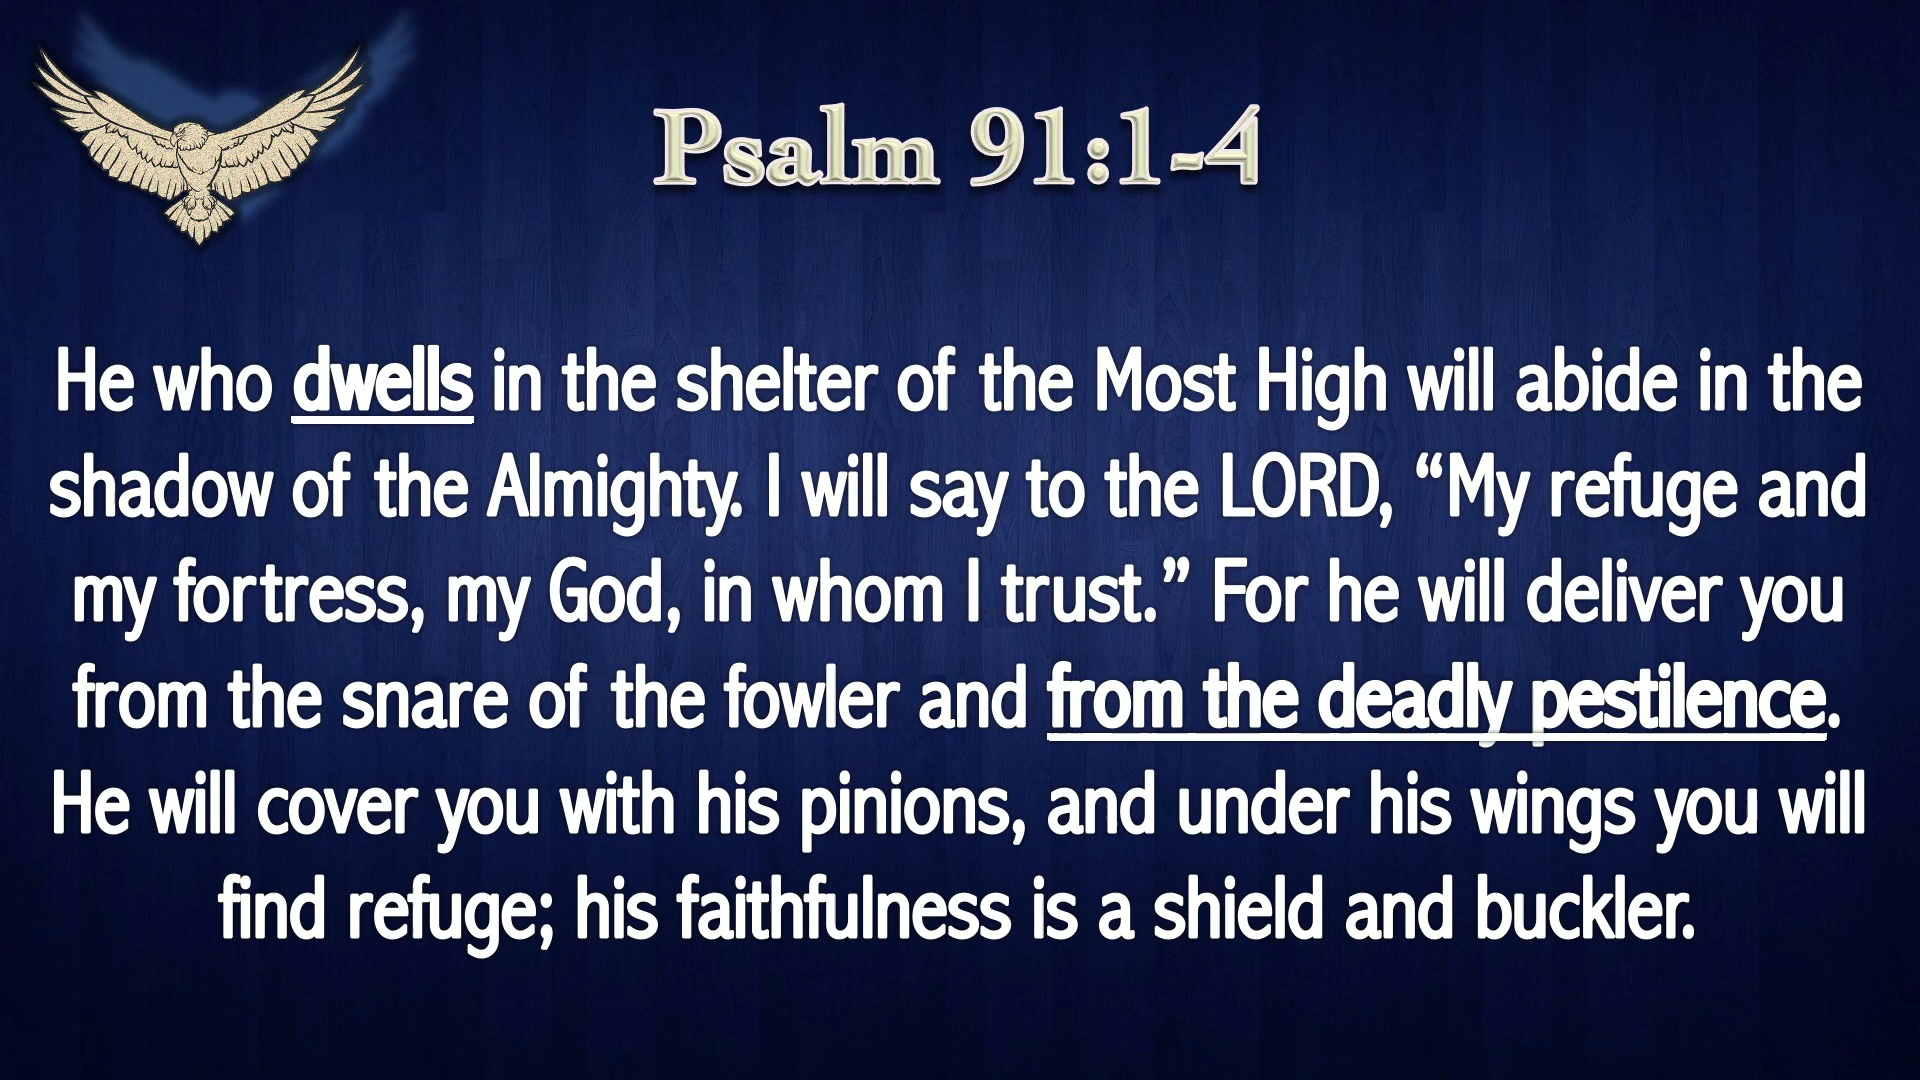 Psalm 91:1-4
He who dwells in the shelter of the Most High will abide in the
shadow of the Almighty. I will say to the LORD, “My refuge and
my fortress, my God, in whom I trust.” For he will deliver you
from the snare of the fowler and from the deadly pestilence.
He will cover you with his pinions, and under his wings you will
find refuge; his faithfulness is a shield and buckler.